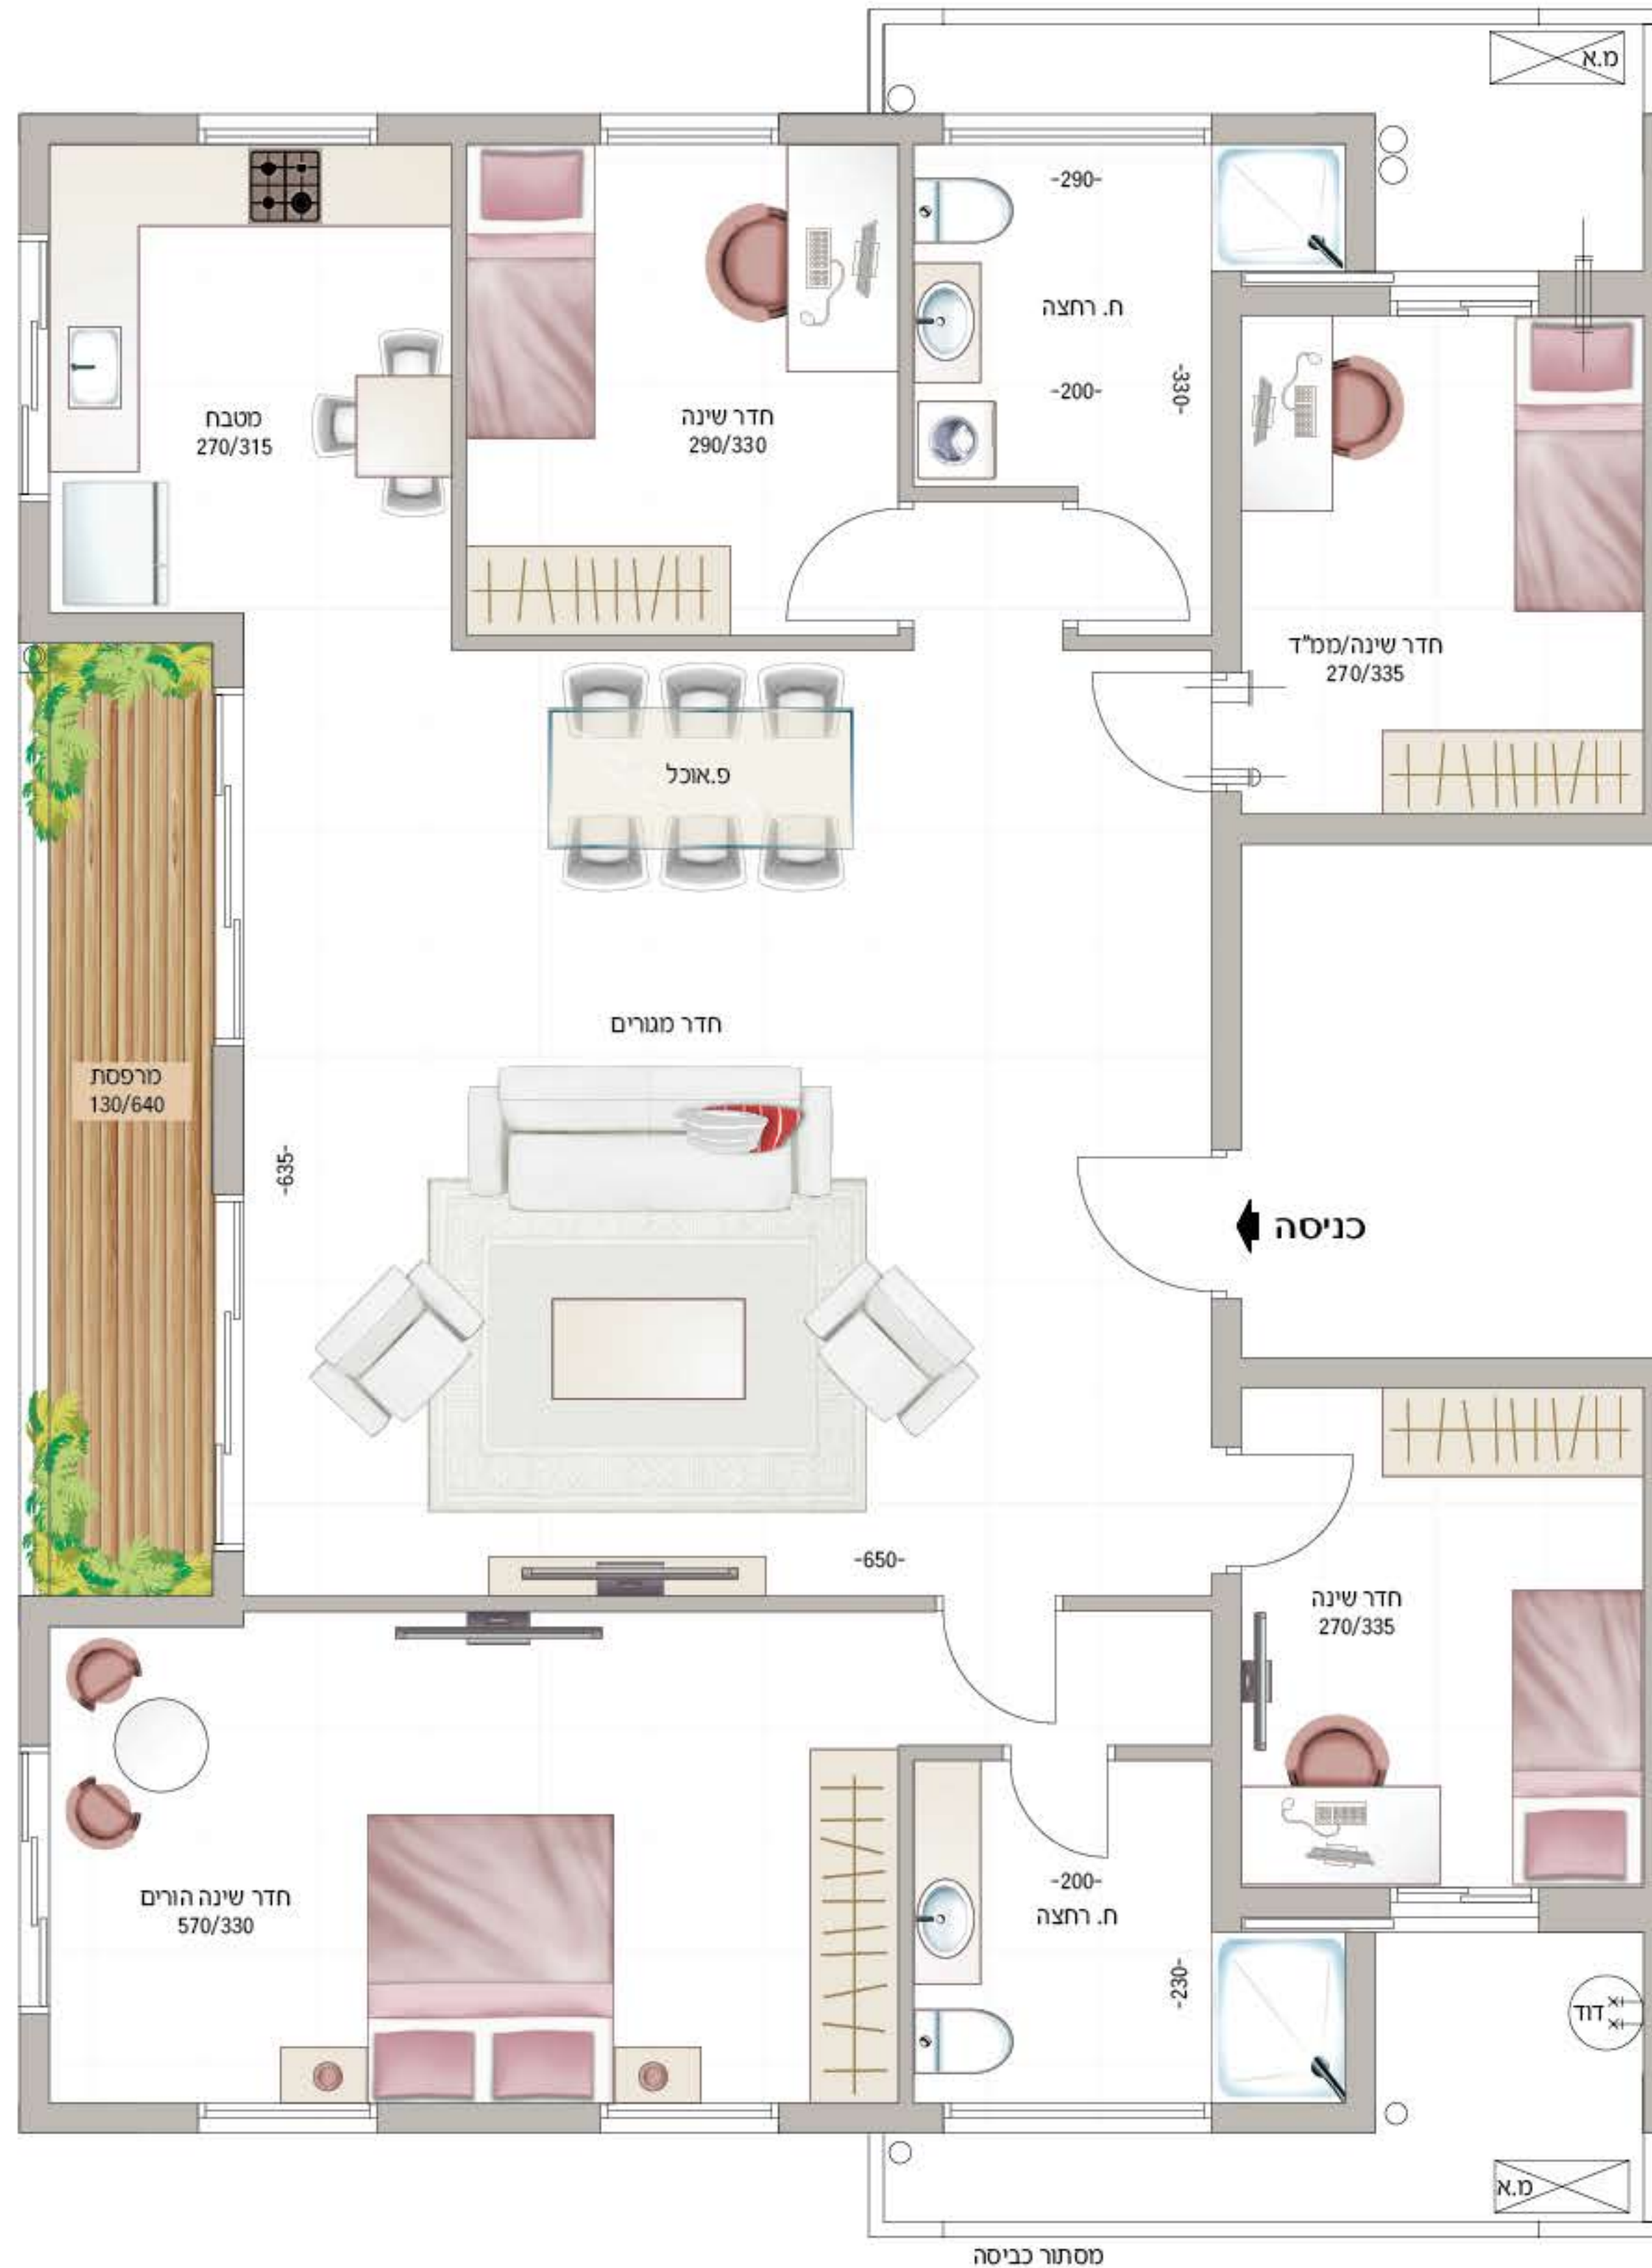 מ.א
-290-
ח. רחצה
-200-
-330-
חדר שינה
290/330
מטבח
270/315
חדר שינה/ממ"ד
270/335
פ.אוכל
חדר מגורים
מרפסת
130/640
-635-
כניסה
-650-
חדר שינה
270/335
חדר שינה הורים
570/330
-200-
ח. רחצה
-230-
דוד
מ.א
מסתור כביסה